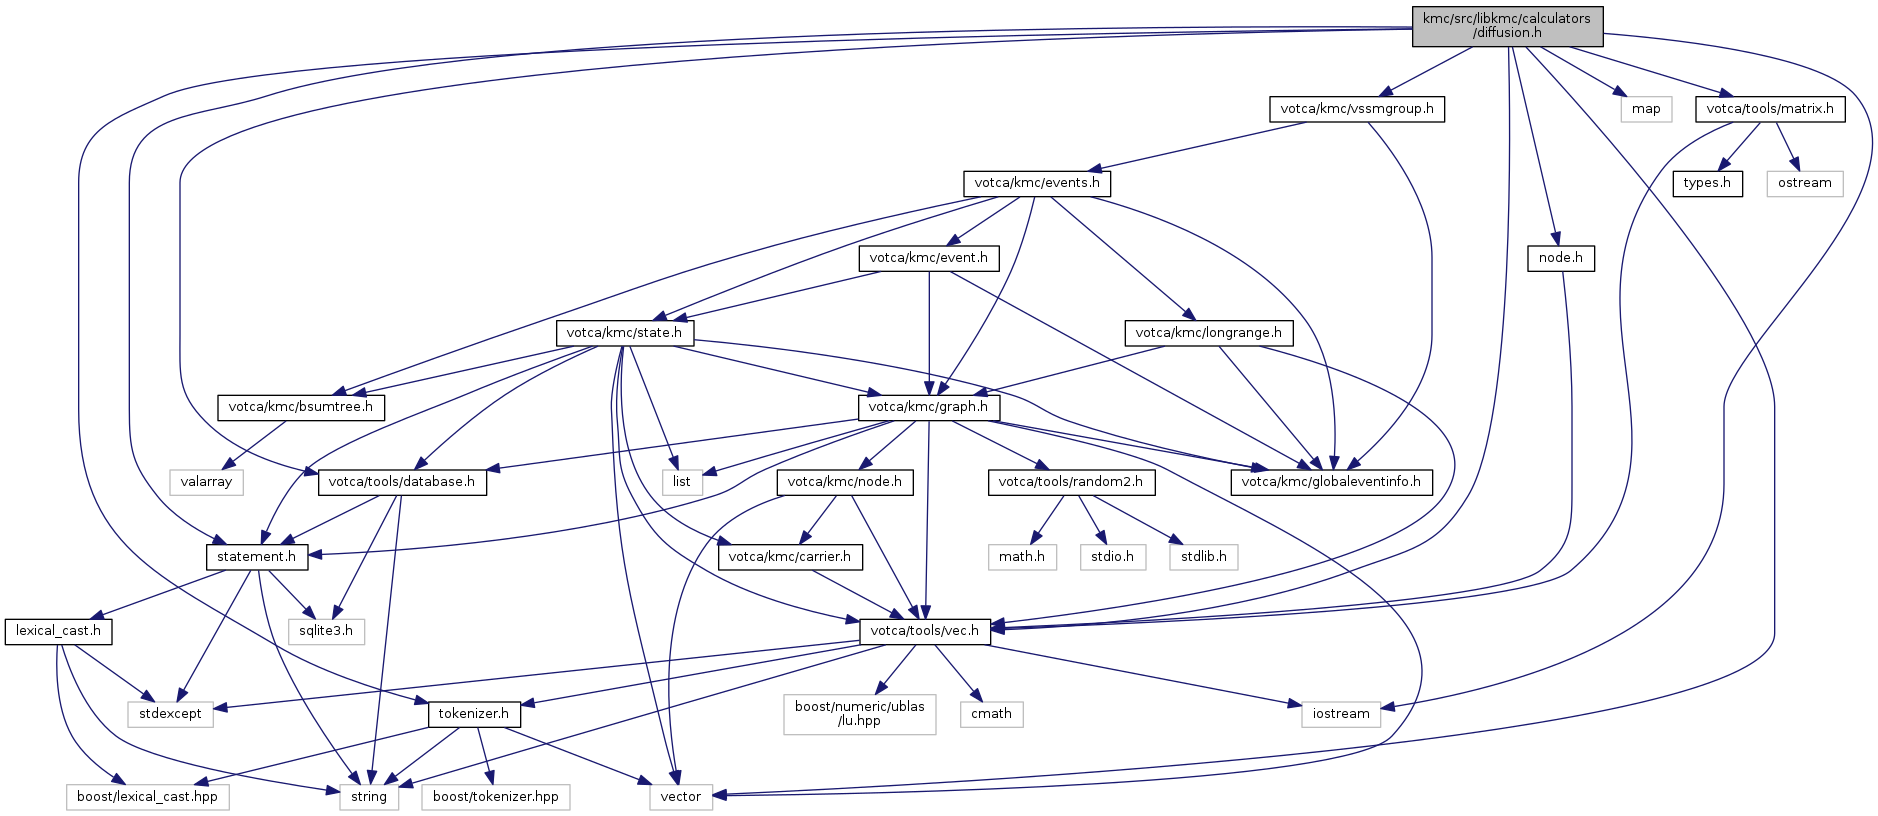 kmc/src/libkmc/calculators
/diffusion.h
votca/kmc/vssmgroup.h
map
votca/tools/matrix.h
votca/kmc/events.h
types.h
ostream
votca/kmc/event.h
node.h
votca/kmc/state.h
votca/kmc/longrange.h
votca/kmc/bsumtree.h
votca/kmc/graph.h
valarray
votca/tools/database.h
list
votca/kmc/node.h
votca/tools/random2.h
votca/kmc/globaleventinfo.h
statement.h
votca/kmc/carrier.h
math.h
stdio.h
stdlib.h
lexical_cast.h
sqlite3.h
votca/tools/vec.h
stdexcept
tokenizer.h
boost/numeric/ublas
/lu.hpp
cmath
iostream
boost/lexical_cast.hpp
string
boost/tokenizer.hpp
vector